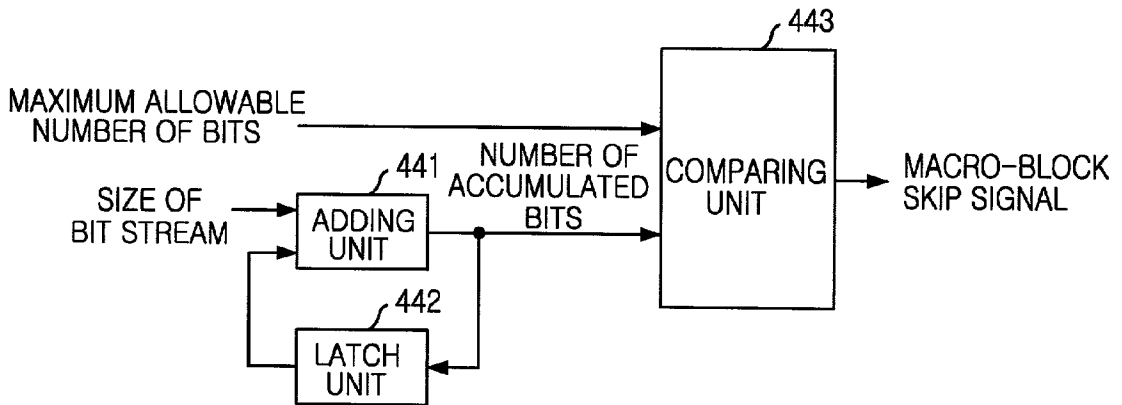 443
MAXIMUM ALLOWABLE
NUMBER OF BITS
441
NUMBER OF
ACCUMULATED
BITS
COMPARING
UNIT
MACRO-BLOCK
SKIP SIGNAL
SIZE OF
BIT STREAM
ADDING
UNIT
442
LATCH
UNIT